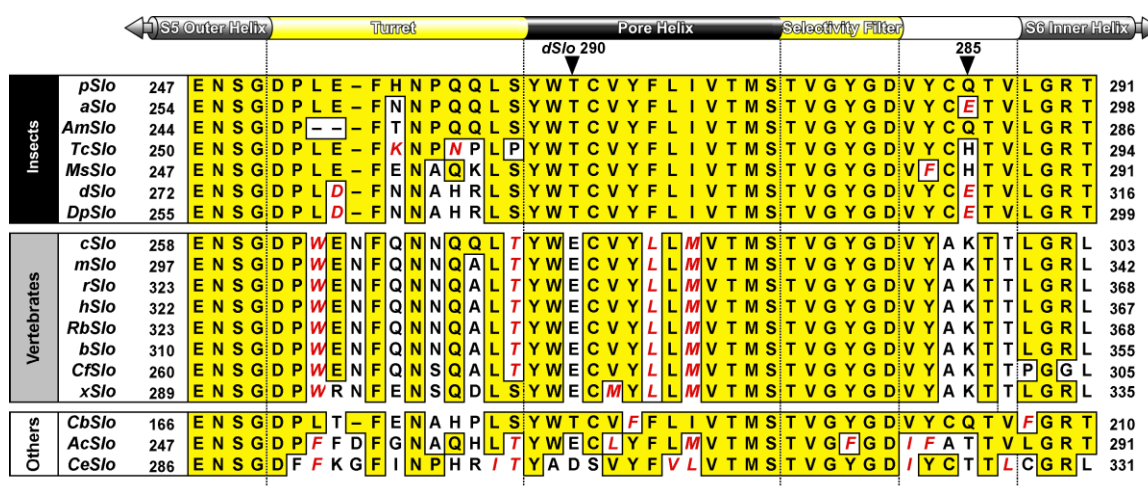 S5 Outer Helix Turret Pore Helix Selectivity Filter S6 Inner Helix
dSlo 290 285
Insects
pSlo 247 E N S G D P L E – F H N P Q Q L S Y W T C V Y F L I V T M S T V G Y G D V Y C Q T V L G R T 291
aSlo 254 E N S G D P L E – F N N P Q Q L S Y W T C V Y F L I V T M S T V G Y G D V Y C E T V L G R T 298
AmSlo 244 E N S G D P – – – F T N P Q Q L S Y W T C V Y F L I V T M S T V G Y G D V Y C Q T V L G R T 286
TcSlo 250 E N S G D P L E – F K N P N P L P Y W T C V Y F L I V T M S T V G Y G D V Y C H T V L G R T 294
MsSlo 247 E N S G D P L E – F E N A Q K L S Y W T C V Y F L I V T M S T V G Y G D V F C H T V L G R T 291
dSlo 272 E N S G D P L D – F N N A H R L S Y W T C V Y F L I V T M S T V G Y G D V Y C E T V L G R T 316
DpSlo 255 E N S G D P L D – F N N A H R L S Y W T C V Y F L I V T M S T V G Y G D V Y C E T V L G R T 299
Vertebrates
cSlo 258 E N S G D P W E N F Q N N Q Q L T Y W E C V Y L L M V T M S T V G Y G D V Y A K T T L G R L 303
mSlo 297 E N S G D P W E N F Q N N Q A L T Y W E C V Y L L M V T M S T V G Y G D V Y A K T T L G R L 342
rSlo 323 E N S G D P W E N F Q N N Q A L T Y W E C V Y L L M V T M S T V G Y G D V Y A K T T L G R L 368
hSlo 322 E N S G D P W E N F Q N N Q A L T Y W E C V Y L L M V T M S T V G Y G D V Y A K T T L G R L 367
RbSlo 323 E N S G D P W E N F Q N N Q A L T Y W E C V Y L L M V T M S T V G Y G D V Y A K T T L G R L 368
bSlo 310 E N S G D P W E N F Q N N Q A L T Y W E C V Y L L M V T M S T V G Y G D V Y A K T T L G R L 355
CfSlo 260 E N S G D P W E N F Q N S Q A L T Y W E C V Y L L M V T M S T V G Y G D V Y A K T T P G G L 305
xSlo 289 E N S G D P W R N F E N S Q D L S Y W E C M Y L L M V T M S T V G Y G D V Y A K T T L G R L 335
Others
CbSlo 166 E N S G D P L T – F E N A H P L S Y W T C V F F L I V T M S T V G Y G D V Y C Q T V F G R T 210
AcSlo 247 E N S G D P F F D F G N A Q H L T Y W E C L Y F L M V T M S T V G F G D I F A T T V L G R T 291
CeSlo 286 E N S G D F F K G F I N P H R I T Y A D S V Y F V L V T M S T V G Y G D I Y C T T L C G R L 331